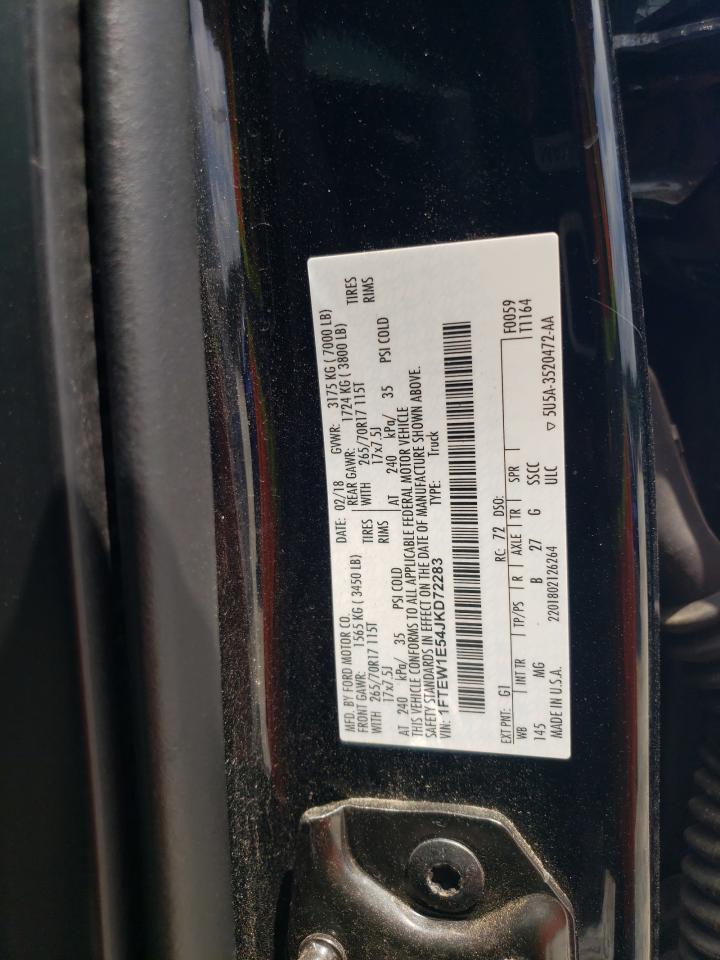 MFD. BY FORD MOTOR CO.
DATE: 02/18 GVWR: 3175 KG ( 7000 LB)
FRONT GAWR: 1565 KG ( 3450 LB) REAR GAWR: 1724 KG ( 3800 LB)
WITH 265/70R17 115T TIRES WITH 265/70R17 115T TIRES
17x7.5J RIMS 17x7.5J RIMS
AT 240 kPa/ 35 PSI COLD AT 240 kPa/ 35 PSI COLD
THIS VEHICLE CONFORMS TO ALL APPLICABLE FEDERAL MOTOR VEHICLE
SAFETY STANDARDS IN EFFECT ON THE DATE OF MANUFACTURE SHOWN ABOVE.
VIN: 1FTEW1E54JKD72283 TYPE: Truck
EXT PNT: G1 RC: 72 DSO: F0059
WB INT TR TP/PS R AXLE TR SPR T1164
145 MG B 27 G SSCC
2201802126264 ULC
MADE IN U.S.A. ▽ 5U5A-3520472-AA